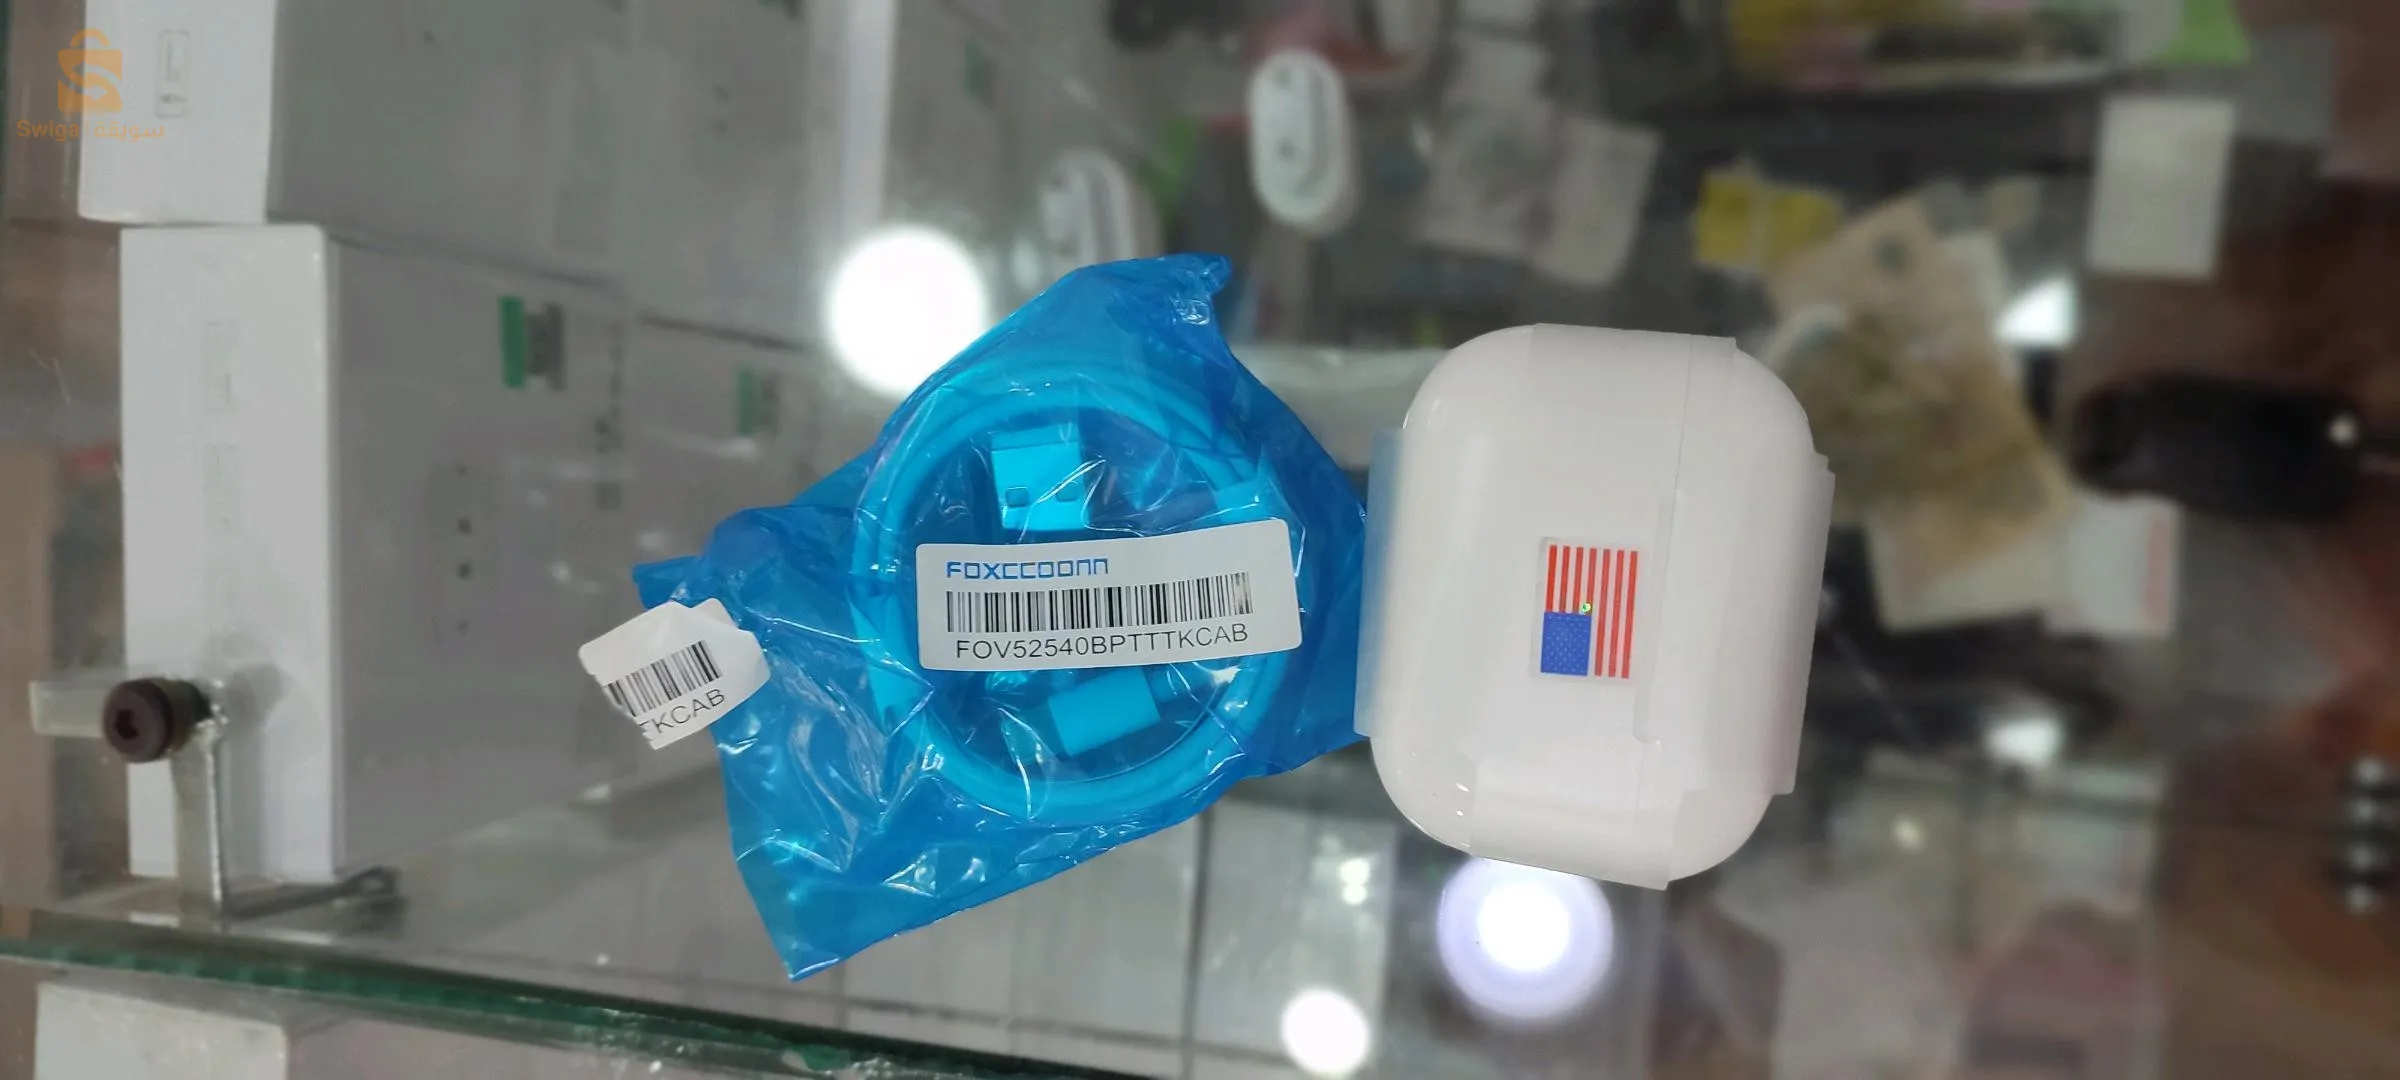 Swiga سويقة
FOXCCOONN
FOV52540BPTTTKCAB
TKCAB